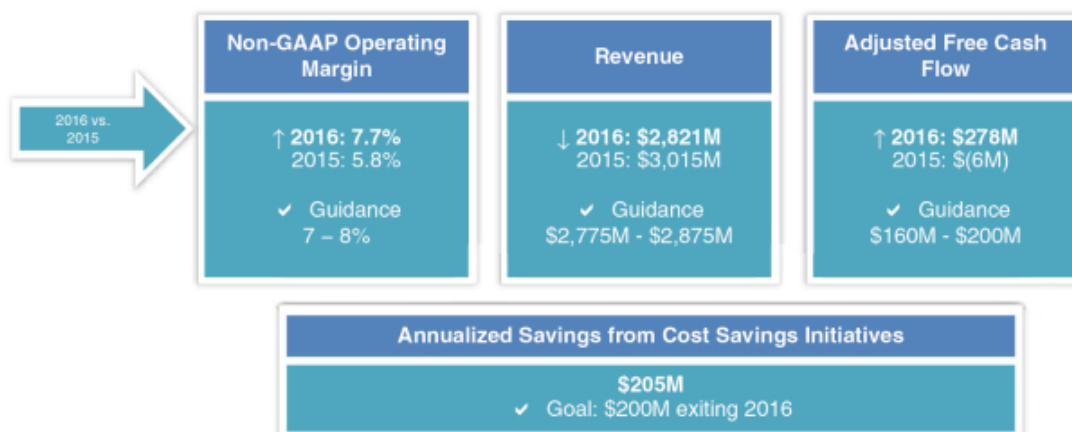 2016 vs.
2015
Non-GAAP Operating
Margin
↑ 2016: 7.7%
2015: 5.8%
✓ Guidance
7 – 8%
Revenue
↓ 2016: $2,821M
2015: $3,015M
✓ Guidance
$2,775M - $2,875M
Adjusted Free Cash
Flow
↑ 2016: $278M
2015: $(6M)
✓ Guidance
$160M - $200M
Annualized Savings from Cost Savings Initiatives
$205M
✓ Goal: $200M exiting 2016